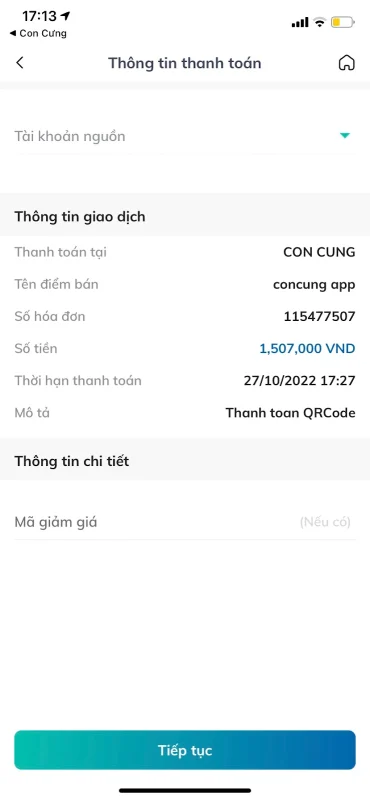 17:13
◀ Con Cưng
Thông tin thanh toán
Tài khoản nguồn
Thông tin giao dịch
Thanh toán tại CON CUNG
Tên điểm bán concung app
Số hóa đơn 115477507
Số tiền 1,507,000 VND
Thời hạn thanh toán 27/10/2022 17:27
Mô tả Thanh toan QRCode
Thông tin chi tiết
Mã giảm giá (Nếu có)
Tiếp tục